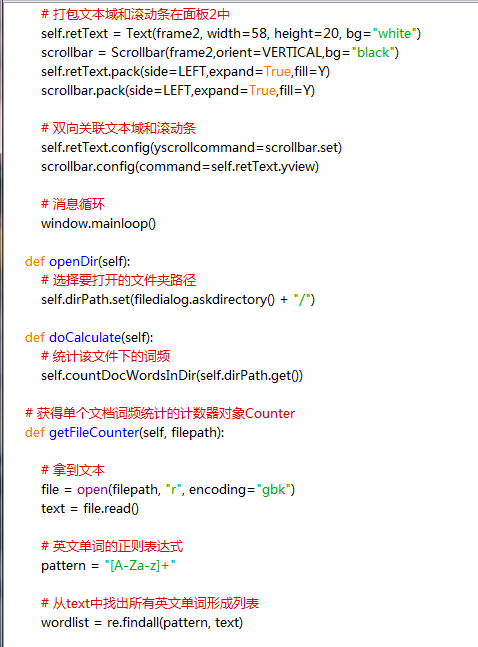 # 打包文本域和滚动条在面板2中
self.retText = Text(frame2, width=58, height=20, bg="white")
scrollbar = Scrollbar(frame2,orient=VERTICAL,bg="black")
self.retText.pack(side=LEFT,expand=True,fill=Y)
scrollbar.pack(side=LEFT,expand=True,fill=Y)
# 双向关联文本域和滚动条
self.retText.config(yscrollcommand=scrollbar.set)
scrollbar.config(command=self.retText.yview)
# 消息循环
window.mainloop()
def openDir(self):
# 选择要打开的文件夹路径
self.dirPath.set(filedialog.askdirectory() + "/")
def doCalculate(self):
# 统计该文件下的词频
self.countDocWordsInDir(self.dirPath.get())
# 获得单个文档词频统计的计数器对象Counter
def getFileCounter(self, filepath):
# 拿到文本
file = open(filepath, "r", encoding="gbk")
text = file.read()
# 英文单词的正则表达式
pattern = "[A-Za-z]+"
# 从text中找出所有英文单词形成列表
wordlist = re.findall(pattern, text)